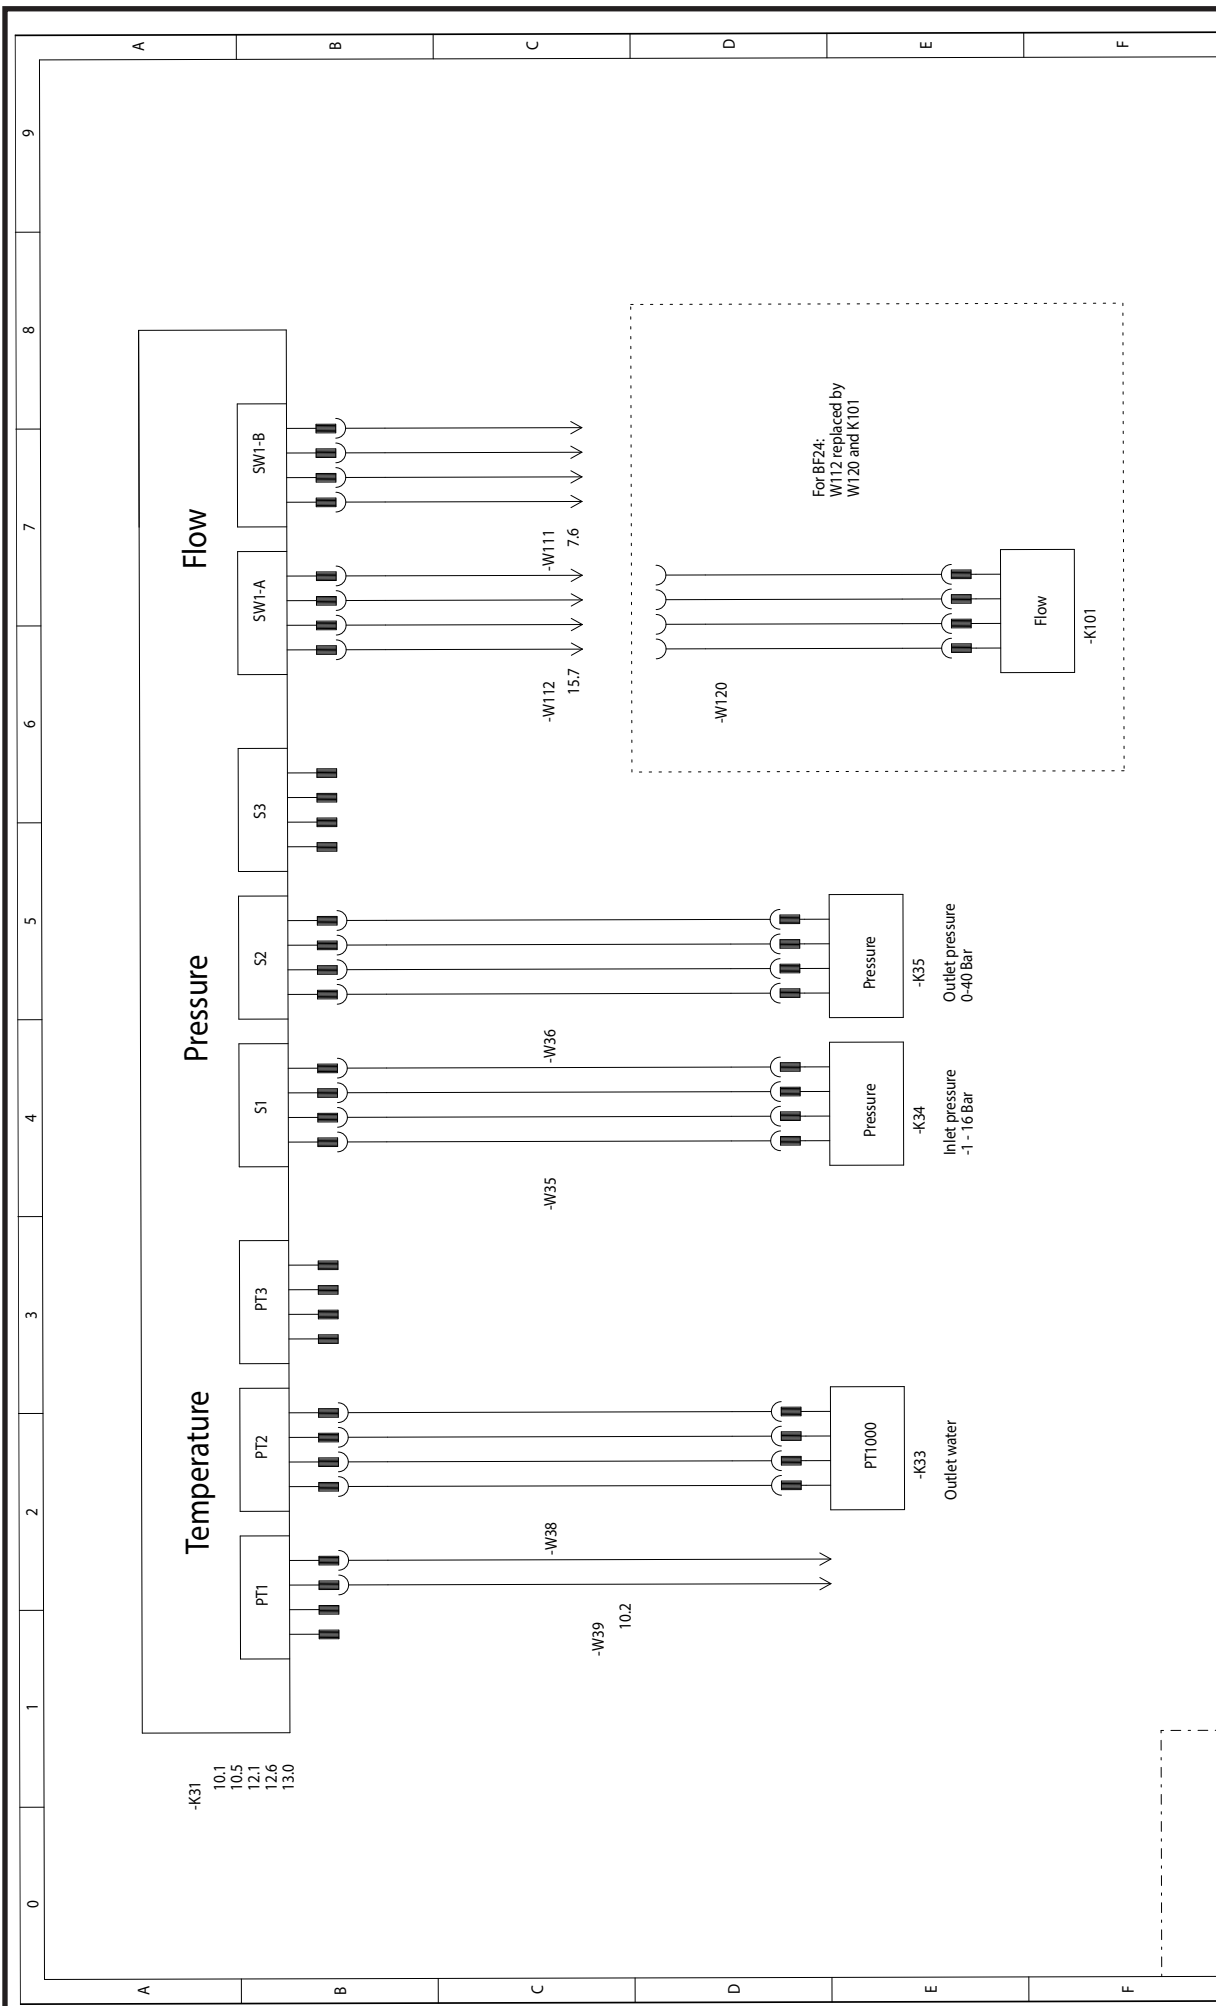 0
1
2
3
4
5
6
7
8
9
A
A
B
B
C
C
D
D
E
E
F
F
-K31
10.1
10.5
12.1
12.6
13.0
Temperature
Pressure
Flow
PT1
PT2
PT3
S1
S2
S3
SW1-A
SW1-B
-W39
10.2
-W38
-W35
-W36
-W112
15.7
-W111
7.6
-W120
For BF24:
W112 replaced by
W120 and K101
PT1000
-K33
Outlet water
Pressure
-K34
Inlet pressure
-1 - 16 Bar
Pressure
-K35
Outlet pressure
0-40 Bar
Flow
-K101